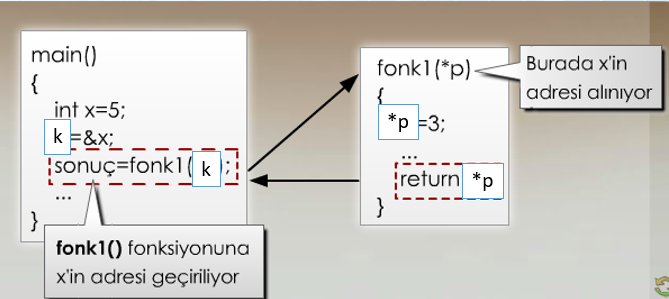 main()
{
int x=5;
k=&x;
sonuç=fonk1(k);
...
}
fonk1() fonksiyonuna
x'in adresi geçiriliyor
fonk1(*p)
{
*p=3;
...
return *p
}
Burada x'in
adresi alınıyor